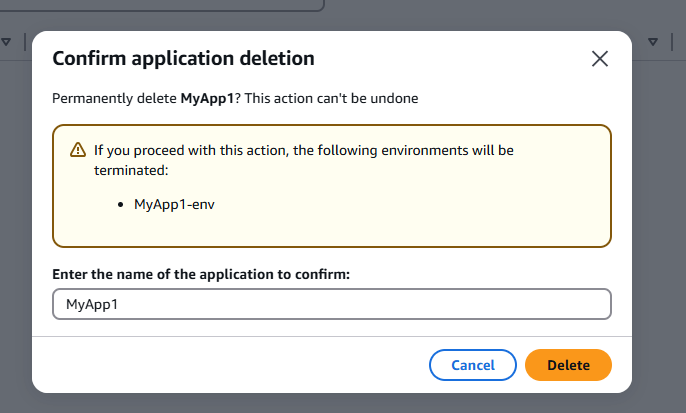 Confirm application deletion
Permanently delete MyApp1? This action can't be undone
If you proceed with this action, the following environments will be
terminated:
• MyApp1-env
Enter the name of the application to confirm:
MyApp1
Cancel Delete